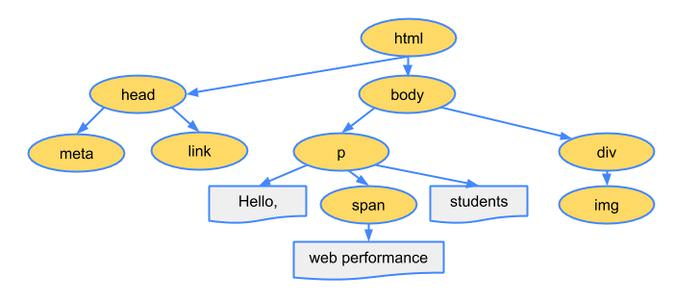 html
head
body
meta
link
p
div
Hello,
span
students
img
web performance